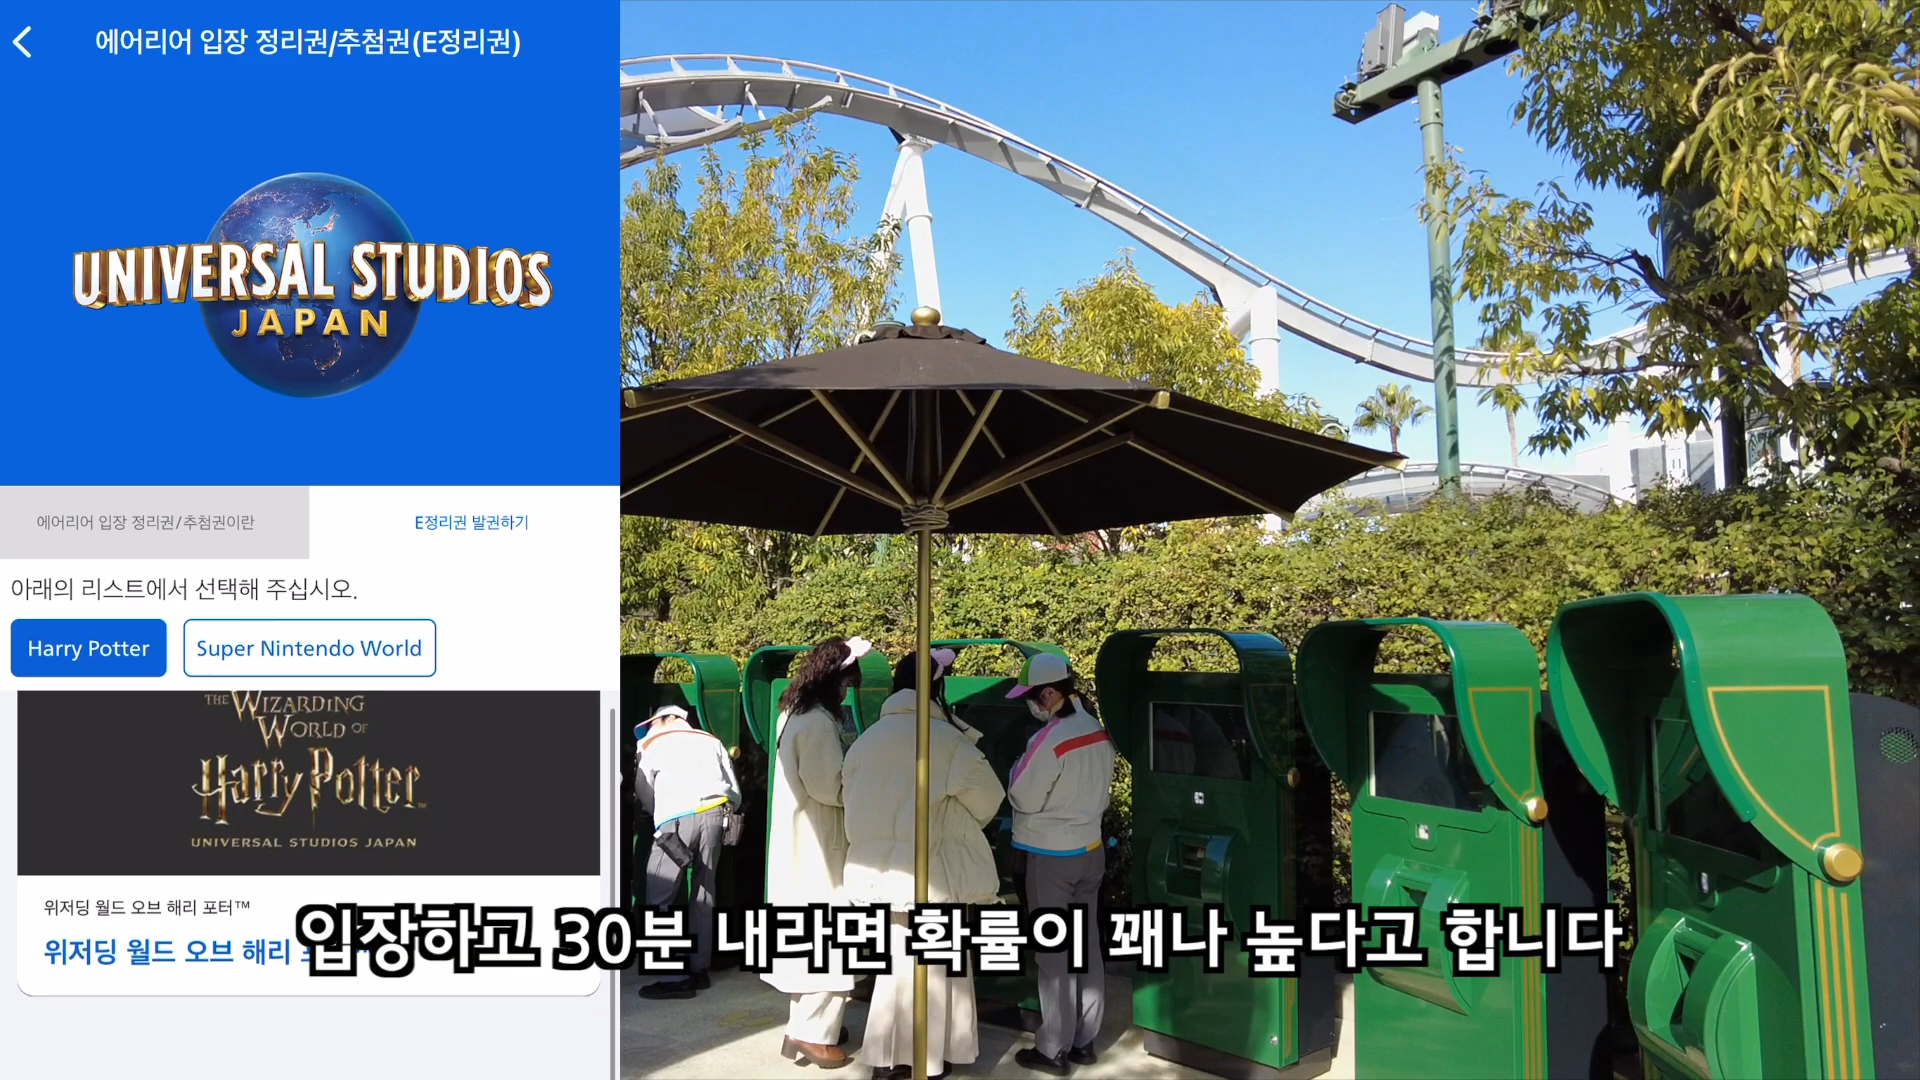 에어리어 입장 정리권/추첨권(E정리권)
UNIVERSAL STUDIOS
JAPAN
에어리어 입장 정리권/추첨권이란
E정리권 발권하기
아래의 리스트에서 선택해 주십시오.
Harry Potter
Super Nintendo World
THE WIZARDING
WORLD OF
Harry Potter™
UNIVERSAL STUDIOS JAPAN
위저딩 월드 오브 해리 포터™
위저딩 월드 오브 해리
입장하고 30분 내라면 확률이 꽤나 높다고 합니다